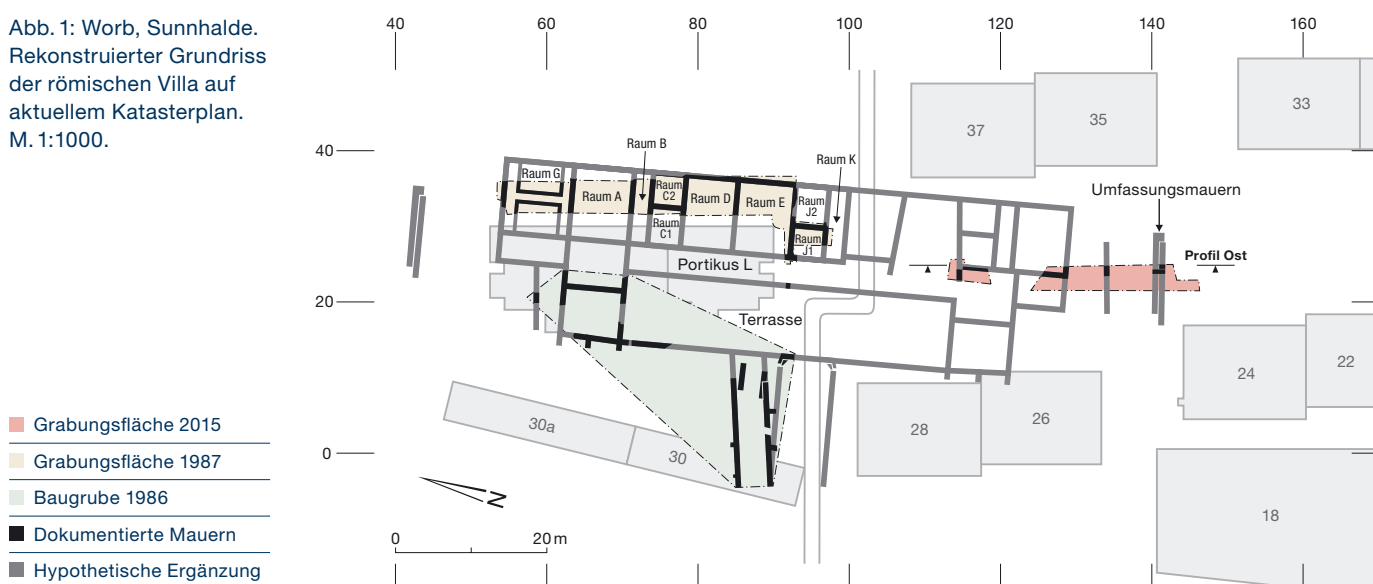 Abb. 1: Worb, Sunnhalde.
Rekonstruierter Grundriss
der römischen Villa auf
aktuellem Katasterplan.
M. 1:1000.
40 60 80 100 120 140 160
40
20
0
37
35
33
Raum B
Raum K
Raum G
Raum A
Raum
C2
Raum D
Raum E
Raum
J2
Raum
C1
Raum
J1
Umfassungsmauern
Profil Ost
Portikus L
Terrasse
24
22
30a
30
28
26
18
N
0 20 m
Grabungsfläche 2015
Grabungsfläche 1987
Baugrube 1986
Dokumentierte Mauern
Hypothetische Ergänzung